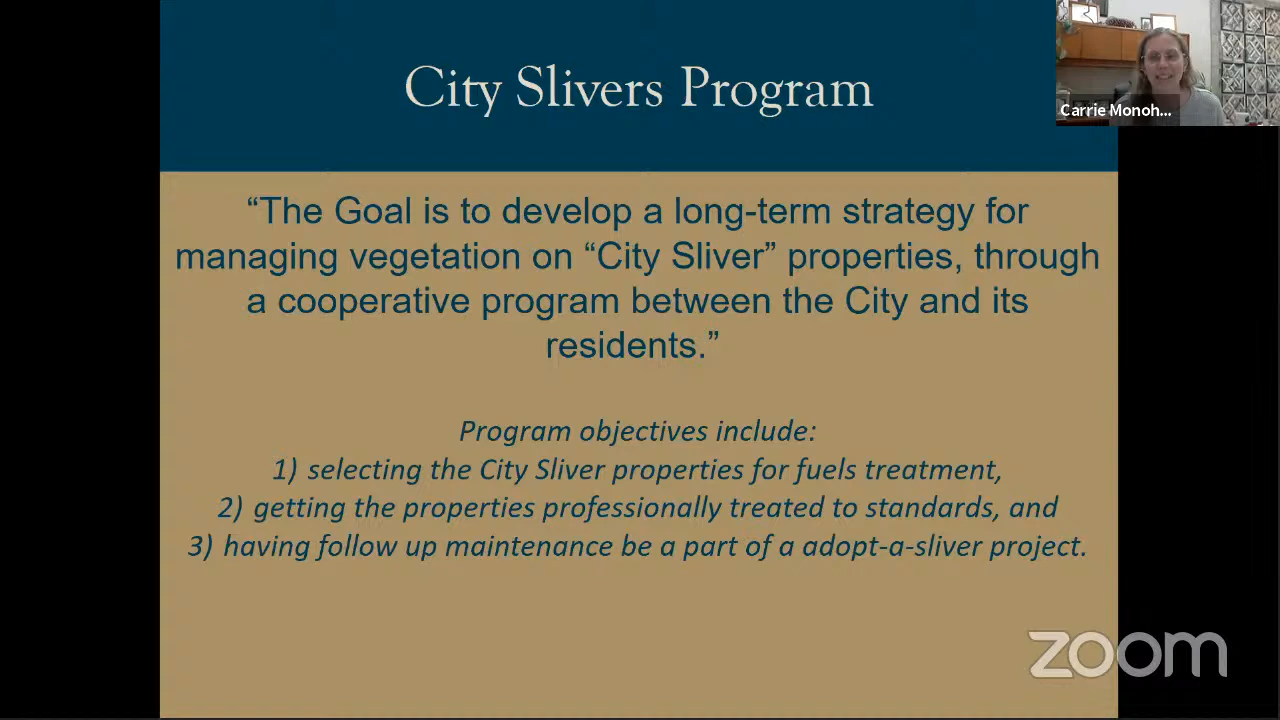 City Slivers Program
Carrie Monoh...
“The Goal is to develop a long-term strategy for
managing vegetation on “City Sliver” properties, through
a cooperative program between the City and its
residents.”
Program objectives include:
1) selecting the City Sliver properties for fuels treatment,
2) getting the properties professionally treated to standards, and
3) having follow up maintenance be a part of a adopt-a-sliver project.
zoom